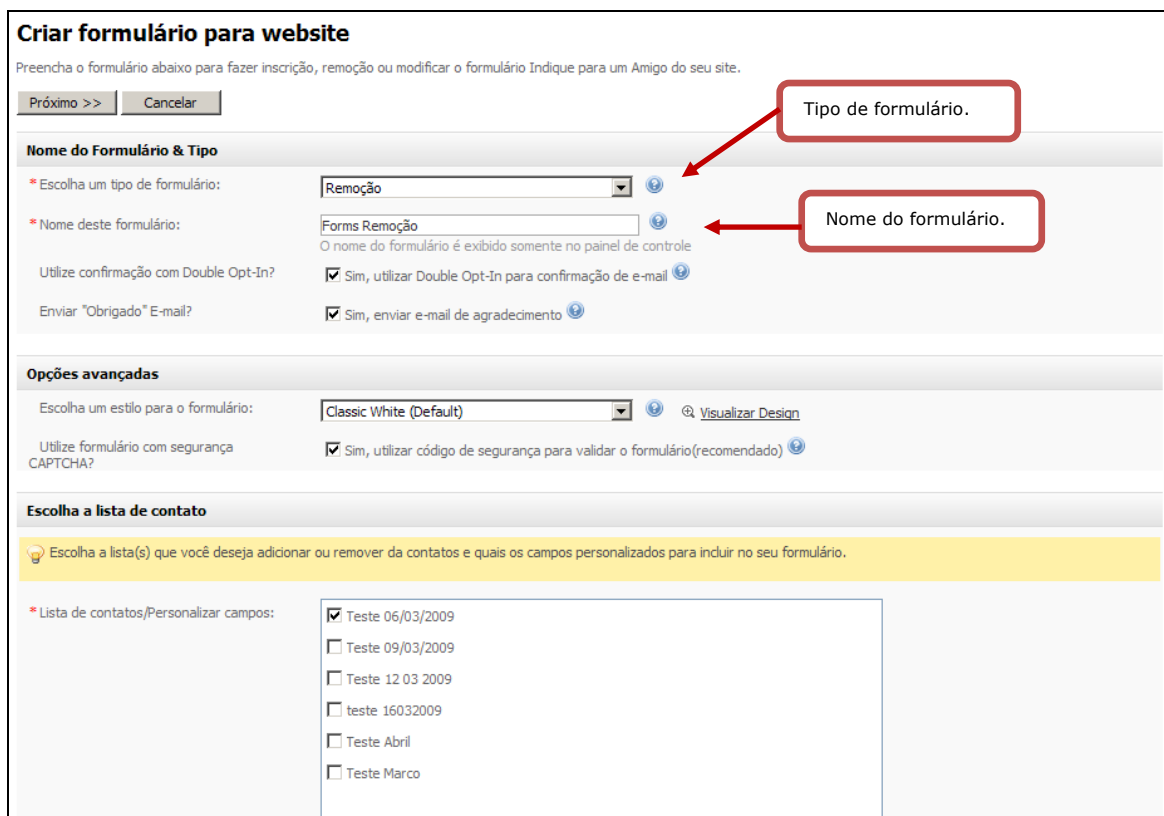 Criar formulário para website
Preencha o formulário abaixo para fazer inscrição, remoção ou modificar o formulário Indique para um Amigo do seu site.
Próximo >> Cancelar
Tipo de formulário.
Nome do Formulário & Tipo
* Escolha um tipo de formulário: Remoção
* Nome deste formulário: Forms Remoção
Nome do formulário.
O nome do formulário é exibido somente no painel de controle
Utilize confirmação com Double Opt-In? Sim, utilizar Double Opt-In para confirmação de e-mail
Enviar "Obrigado" E-mail? Sim, enviar e-mail de agradecimento
Opções avançadas
Escolha um estilo para o formulário: Classic White (Default) Visualizar Design
Utilize formulário com segurança
CAPTCHA? Sim, utilizar código de segurança para validar o formulário(recomendado)
Escolha a lista de contato
Escolha a lista(s) que você deseja adicionar ou remover da contatos e quais os campos personalizados para incluir no seu formulário.
* Lista de contatos/Personalizar campos: Teste 06/03/2009
Teste 09/03/2009
Teste 12 03 2009
teste 16032009
Teste Abril
Teste Marco